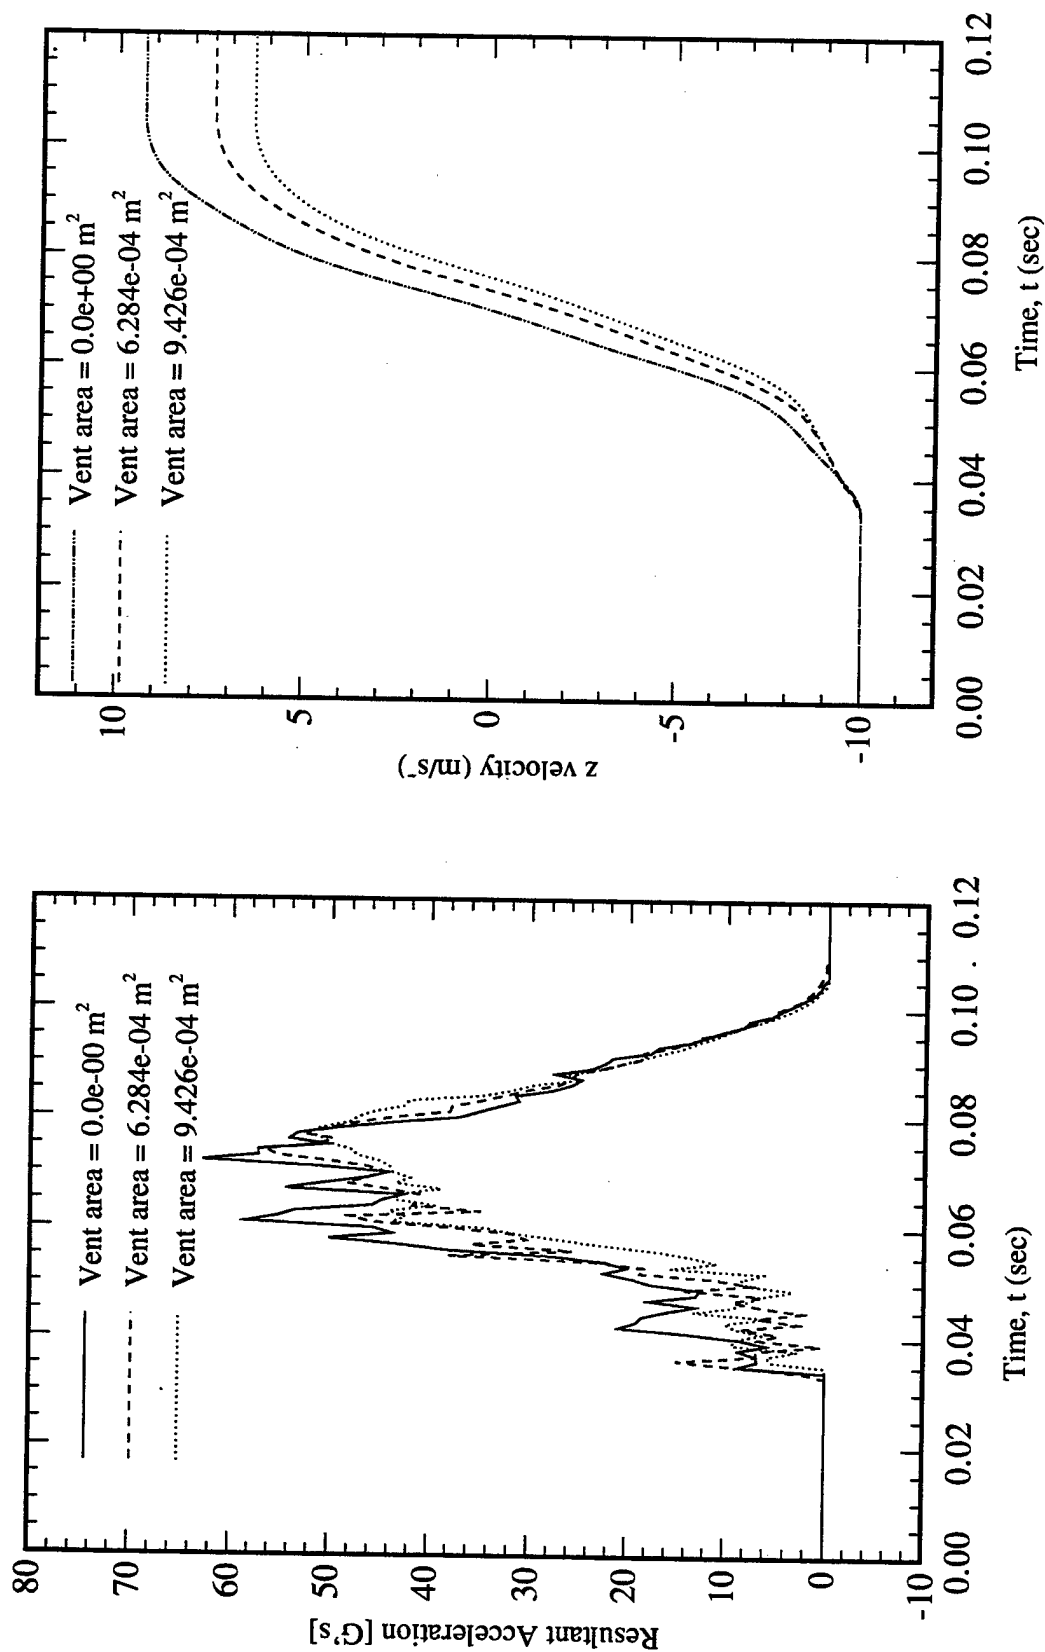 80
70
60
50
40
30
20
10
0
-10
Resultant Acceleration [G's]
Vent area = 0.0e-00 m²
Vent area = 6.284e-04 m²
Vent area = 9.426e-04 m²
0.00 0.02 0.04 0.06 0.08 0.10 0.12
Time, t (sec)
10
5
0
-5
-10
z velocity (m/s)
Vent area = 0.0e+00 m²
Vent area = 6.284e-04 m²
Vent area = 9.426e-04 m²
0.00 0.02 0.04 0.06 0.08 0.10 0.12
Time, t (sec)